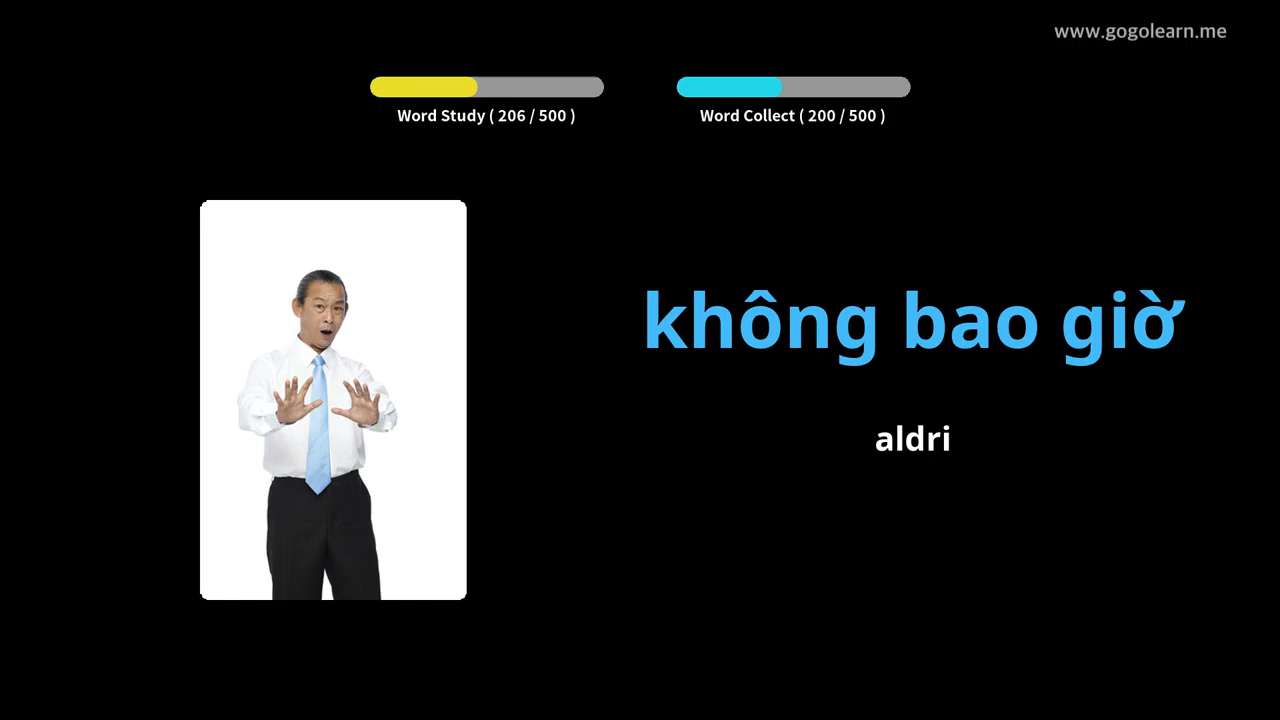 www.gogolearn.me
Word Study ( 206 / 500 )
Word Collect ( 200 / 500 )
không bao giờ
aldri